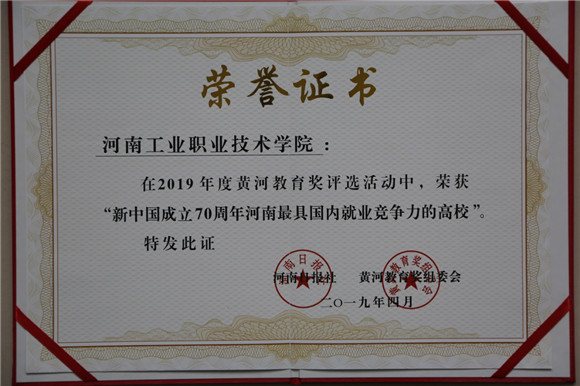 荣誉证书
河南工业职业技术学院：
在2019年度黄河教育奖评选活动中，荣获
“新中国成立70周年河南最具国内就业竞争力的高校”。
特发此证
河南日报社 黄河教育奖组委会
二〇一九年四月